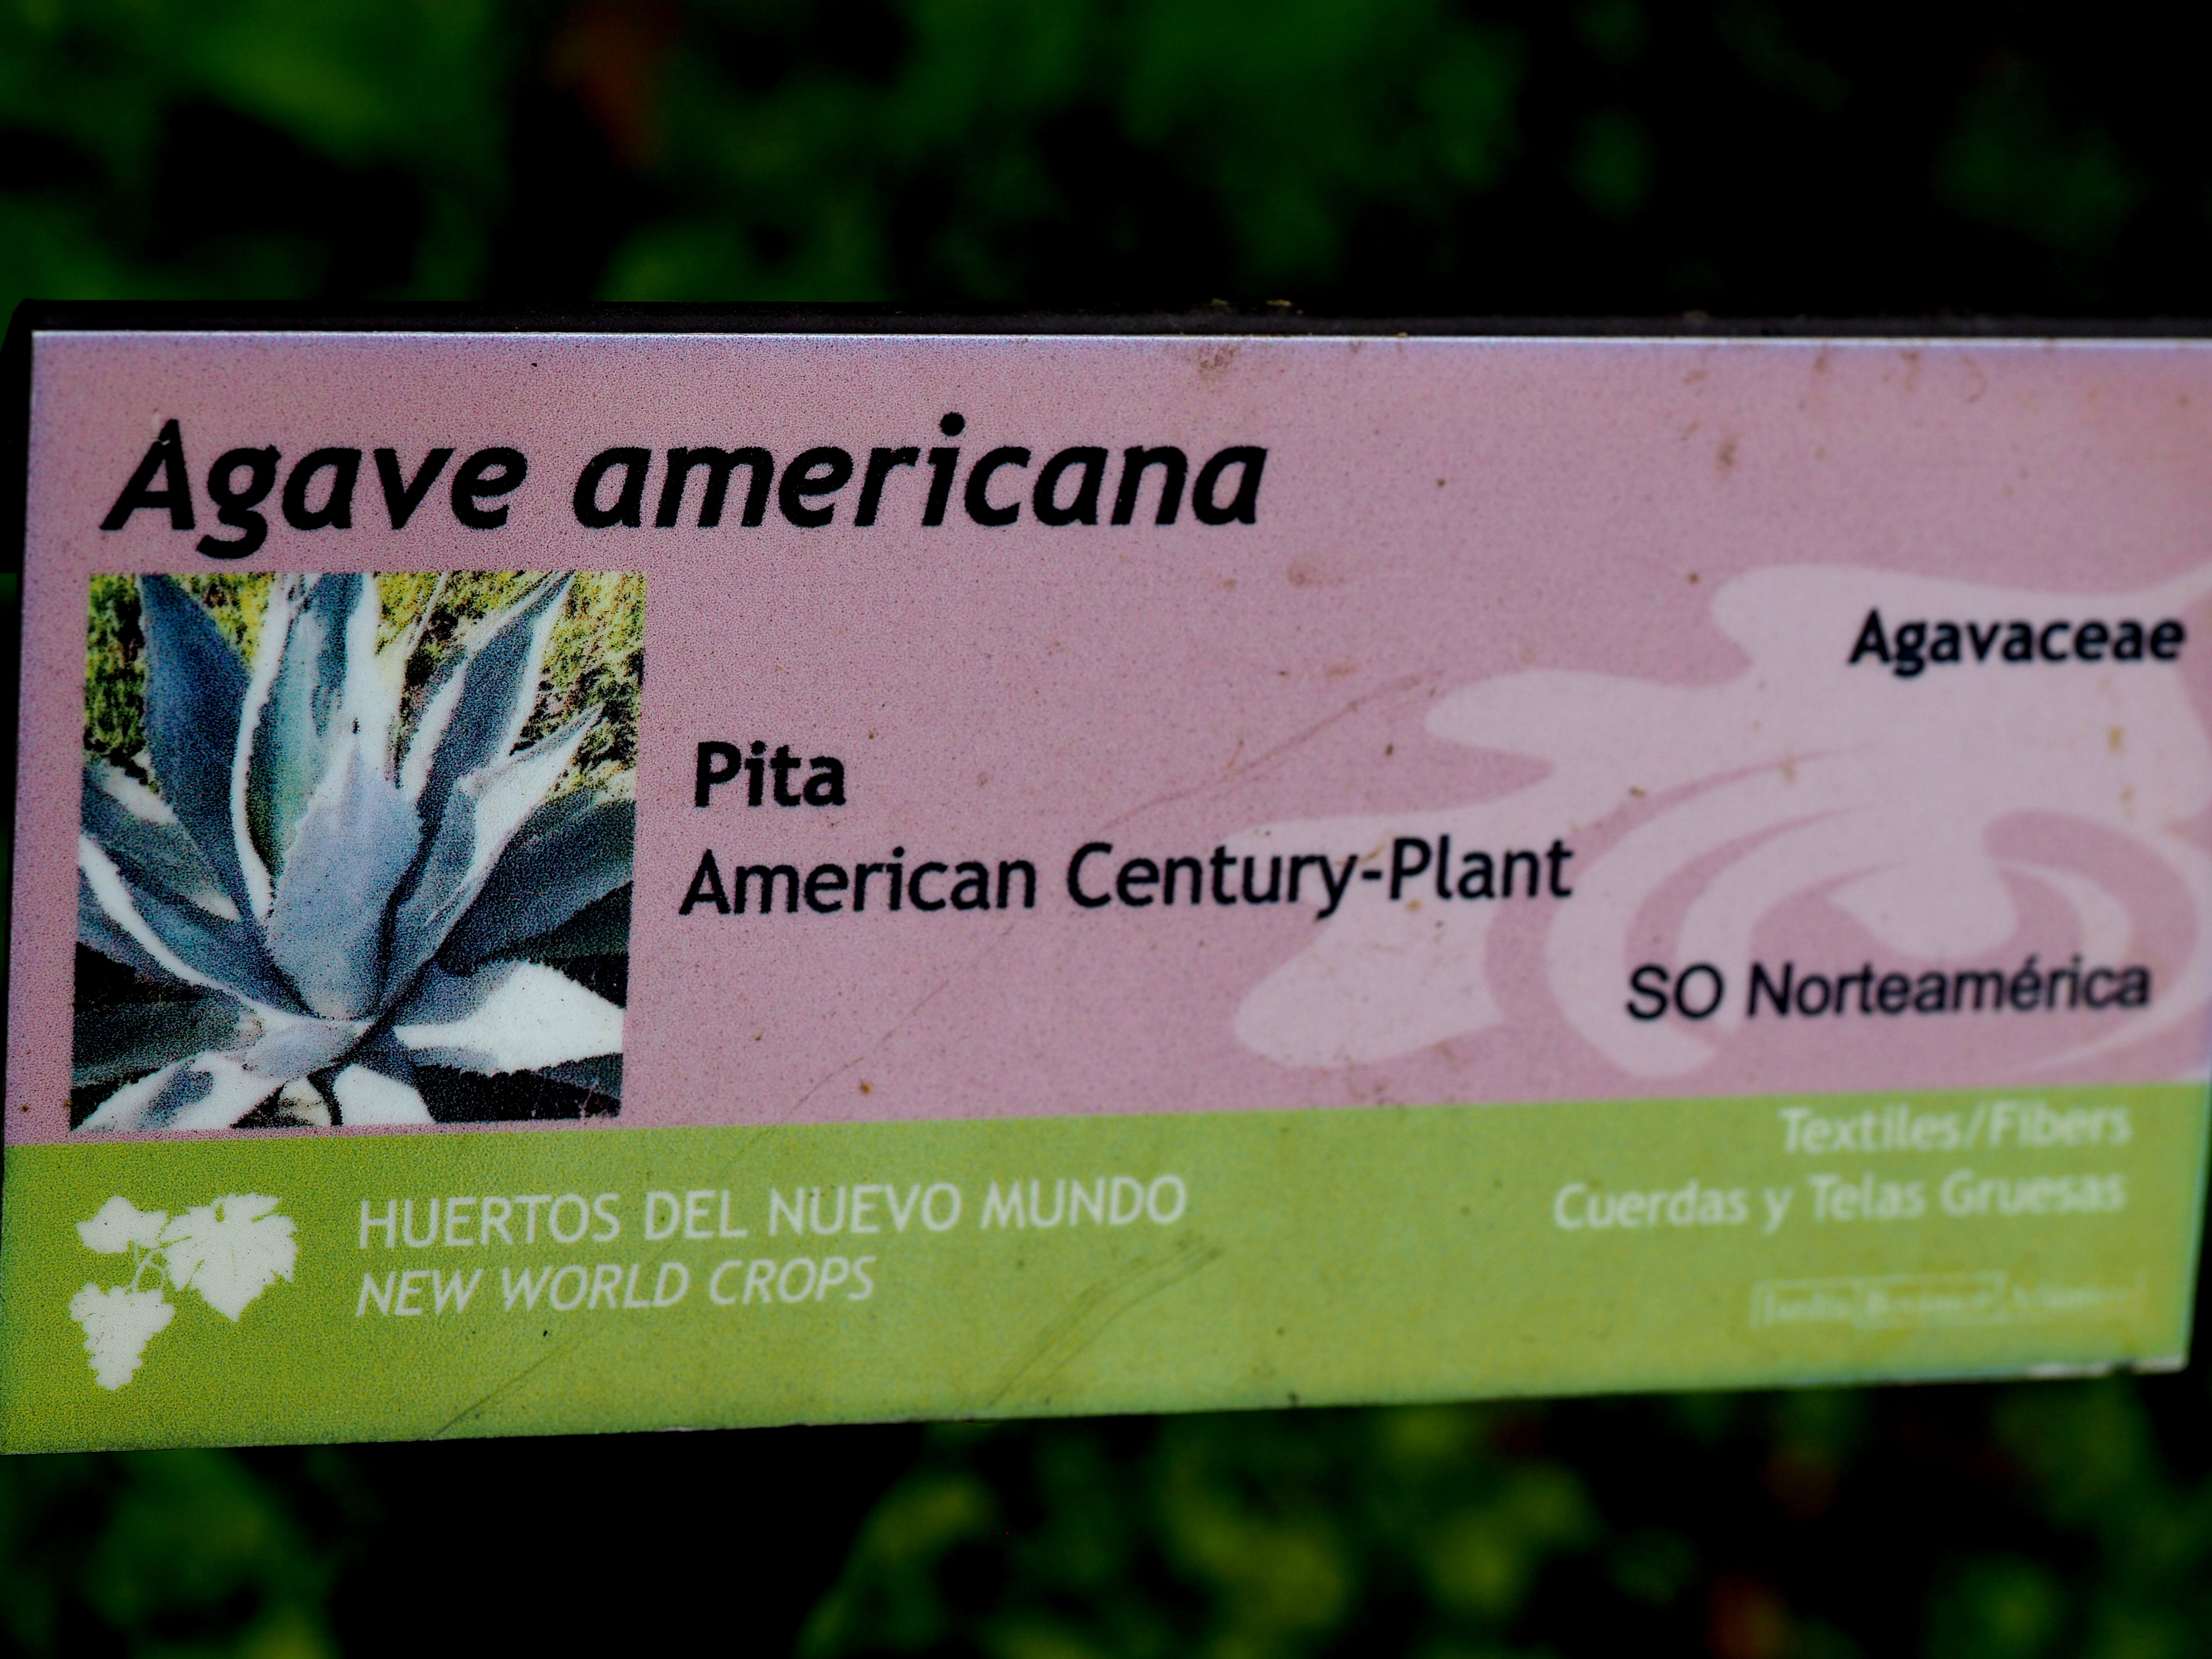 Agave americana
Agavaceae
Pita
American Century-Plant
SO Norteamérica
Textiles/Fibers
Cuerdas y Telas Gruesas
HUERTOS DEL NUEVO MUNDO
NEW WORLD CROPS